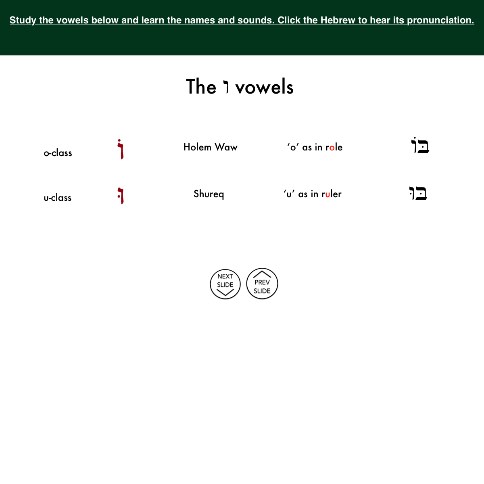 Study the vowels below and learn the names and sounds. Click the Hebrew to hear its pronunciation.
The ו vowels
o-class וֹ Holem Waw ‘o’ as in role בּוֹ
u-class וּ Shureq ‘u’ as in ruler בּוּ
NEXT SLIDE
PREV SLIDE